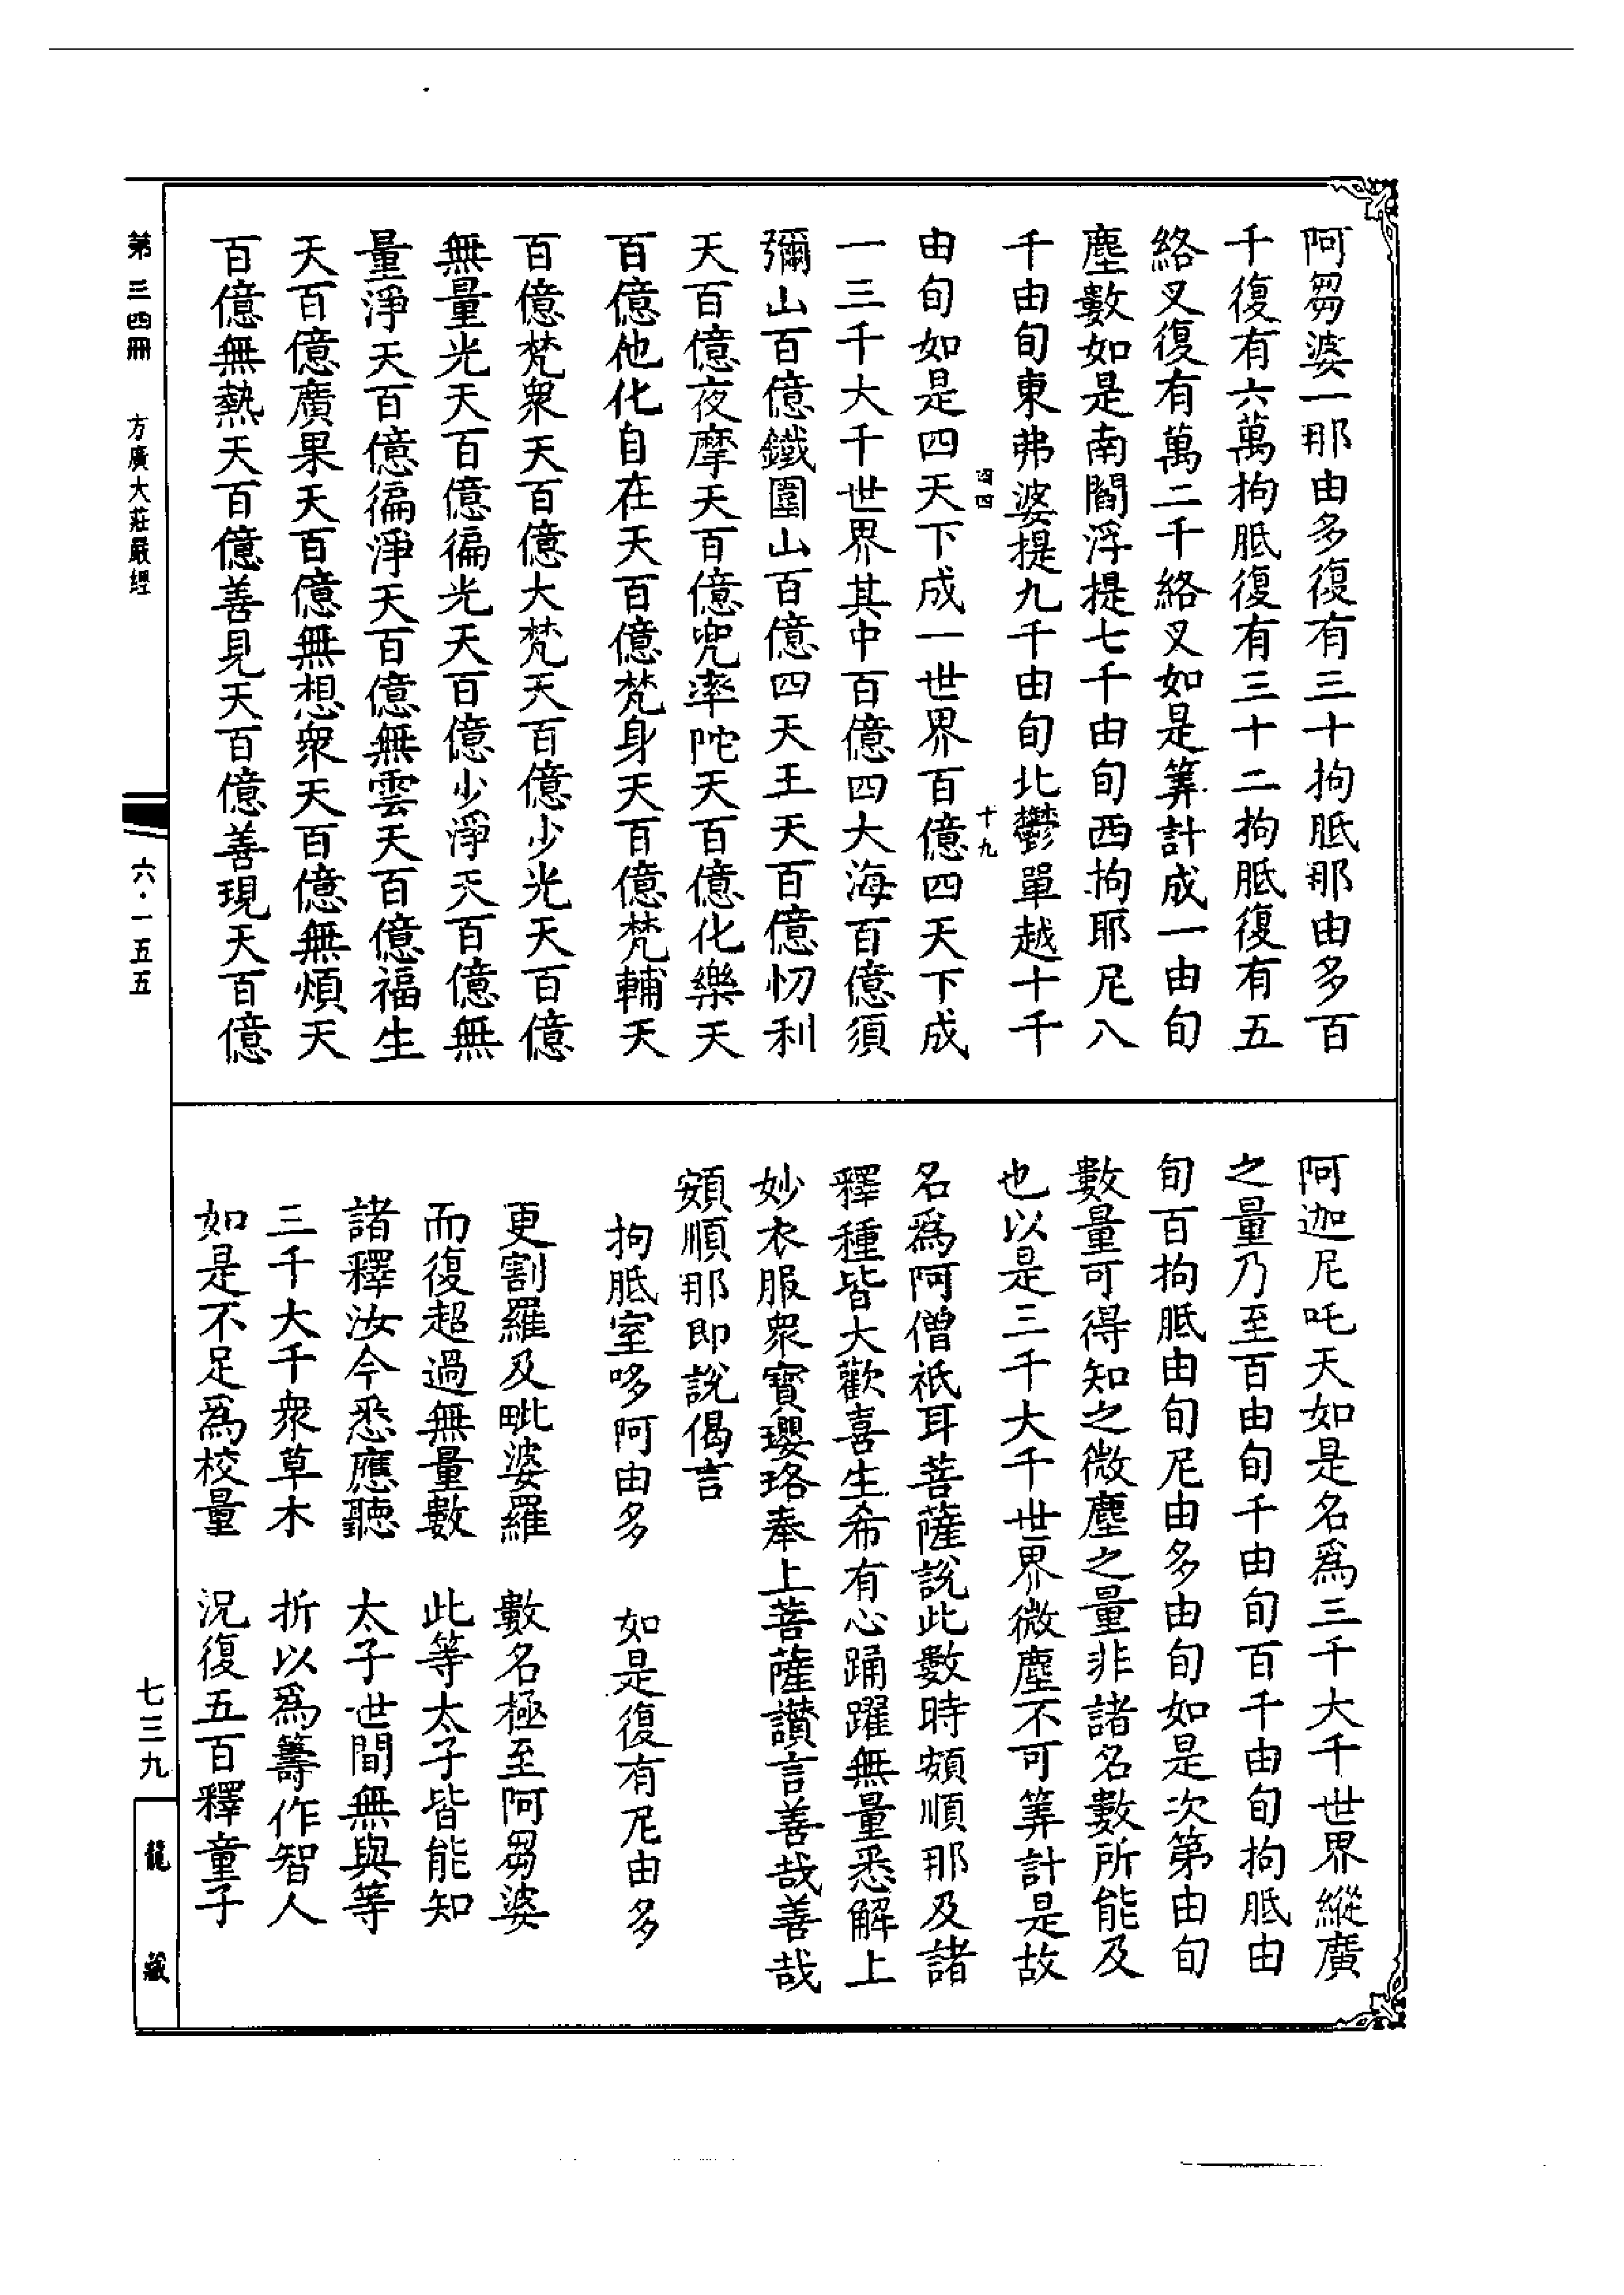 阿芻婆一那由多復有三十拘胝那由多百
千復有六萬拘胝復有三十二拘胝復有五
絡叉復有萬二千絡叉如是筭計成一由旬
塵數如是南閻浮提七千由旬西拘耶尼八
千由旬東弗婆提九千由旬北鬱單越十千
由旬如是四天下成一世界百億四天下成
一三千大千世界其中百億四大海百億須
彌山百億鐵圍山百億四天王天百億忉利
天百億夜摩天百億兜率陀天百億化樂天
百億他化自在天百億梵身天百億梵輔天
百億梵衆天百億大梵天百億少光天百億
無量光天百億徧光天百億少淨天百億無
量淨天百億徧淨天百億無雲天百億福生
天百億廣果天百億無想衆天百億無煩天
百億無熱天百億善見天百億善現天百億
阿迦尼吒天如是名爲三千大千世界縱廣
之量乃至百由旬千由旬百千由旬拘胝由
旬百拘胝由旬尼由多由旬如是次第由旬
數量可得知之微塵之量非諸名數所能及
也以是三千大千世界微塵不可筭計是故
名爲阿僧祇耳菩薩說此數時頞順那及諸
釋種皆大歡喜生希有心踊躍無量悉解上
妙衣服衆寶瓔珞奉上菩薩讚言善哉善哉
頞順那即說偈言
拘胝室哆阿由多　如是復有尼由多
更割羅及毗婆羅　數名極至阿芻婆
而復超過無量數　此等太子皆能知
諸釋汝今悉應聽　太子世間無與等
三千大千衆草木　折以爲籌作智人
如是不足爲校量　況復五百釋童子
十九
第三四冊　方廣大莊嚴經
六・一五五
七三九
龍藏